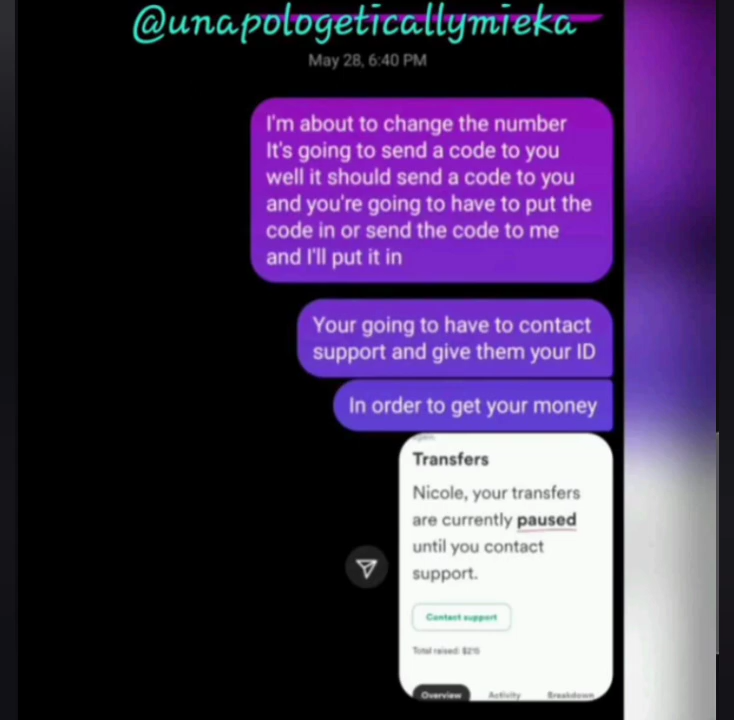 @unapologeticallymieka
May 28, 6:40 PM
I'm about to change the number
It's going to send a code to you
well it should send a code to you
and you're going to have to put the
code in or send the code to me
and I'll put it in
Your going to have to contact
support and give them your ID
In order to get your money
Transfers
Nicole, your transfers
are currently paused
until you contact
support.
Contact support
Total raised: $215
Overview Activity Breakdown